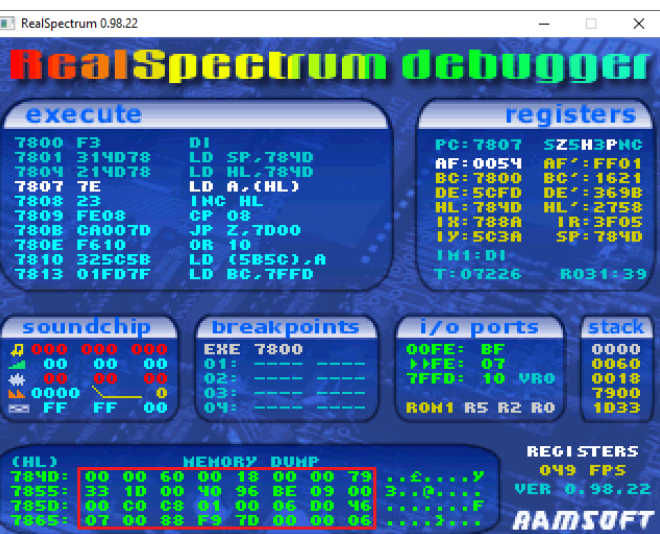 RealSpectrum 0.98.22
RealSpectrum debugger
execute
7800 F3 DI
7801 314D78 LD SP,784D
7804 214D78 LD HL,784D
7807 7E LD A,(HL)
7808 23 INC HL
7809 FE08 CP 08
780B CA007D JP Z,7D00
780E F610 OR 10
7810 325C5B LD (5B5C),A
7813 01FD7F LD BC,7FFD
registers
PC:7807 SZ5H3PNC
AF:0054 AF':FF01
BC:7800 BC':1621
DE:5CFD DE':369B
HL:784D HL':2758
IX:788A IR:3F05
IY:5C3A SP:784D
IM1:DI
T:07226 R031:39
soundchip
000 000 000
00 00 00
00 00 00
0000 0
FF FF 00
breakpoints
EXE 7800
01: ---- ----
02: ---- ----
03: ---- ----
04: ---- ----
i/o ports
00FE: BF
FE: 07
7FFD: 10 VR0
ROM1 R5 R2 R0
stack
0000
0060
0018
7900
1D33
(HL) MEMORY DUMP
784D: 00 00 60 00 18 00 00 79 ..£....y
7855: 33 1D 00 40 96 BE 09 00 3..@....
785D: 00 C0 C8 01 00 06 D0 46 .......F
7865: 07 00 88 F9 7D 00 00 06 ....}...
REGISTERS
049 FPS
VER 0.98.22
RAMSOFT